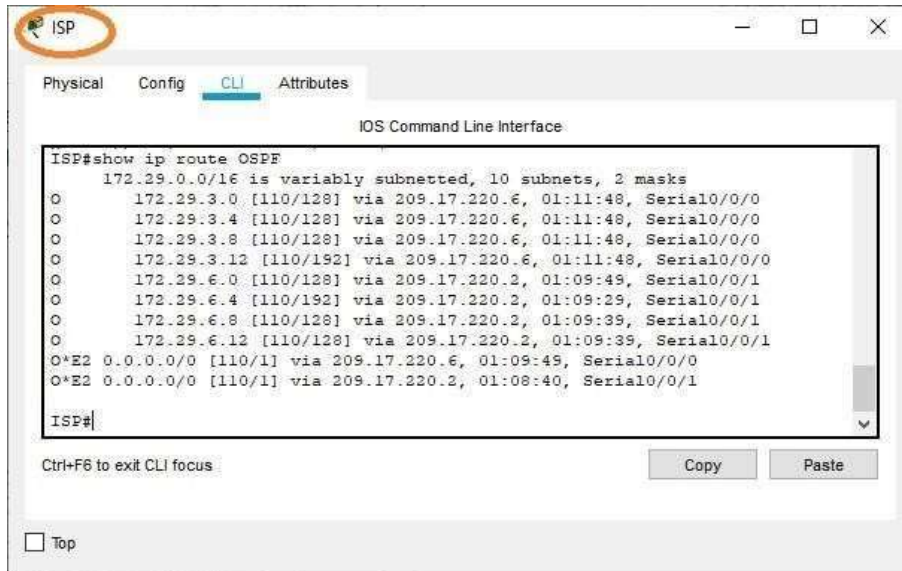 ISP
Physical Config CLI Attributes
IOS Command Line Interface
ISP#show ip route OSPF
172.29.0.0/16 is variably subnetted, 10 subnets, 2 masks
O 172.29.3.0 [110/128] via 209.17.220.6, 01:11:48, Serial0/0/0
O 172.29.3.4 [110/128] via 209.17.220.6, 01:11:48, Serial0/0/0
O 172.29.3.8 [110/128] via 209.17.220.6, 01:11:48, Serial0/0/0
O 172.29.3.12 [110/192] via 209.17.220.6, 01:11:48, Serial0/0/0
O 172.29.6.0 [110/128] via 209.17.220.2, 01:09:49, Serial0/0/1
O 172.29.6.4 [110/192] via 209.17.220.2, 01:09:29, Serial0/0/1
O 172.29.6.8 [110/128] via 209.17.220.2, 01:09:39, Serial0/0/1
O 172.29.6.12 [110/128] via 209.17.220.2, 01:09:39, Serial0/0/1
O*E2 0.0.0.0/0 [110/1] via 209.17.220.6, 01:09:49, Serial0/0/0
O*E2 0.0.0.0/0 [110/1] via 209.17.220.2, 01:08:40, Serial0/0/1
ISP#
Ctrl+F6 to exit CLI focus Copy Paste
Top